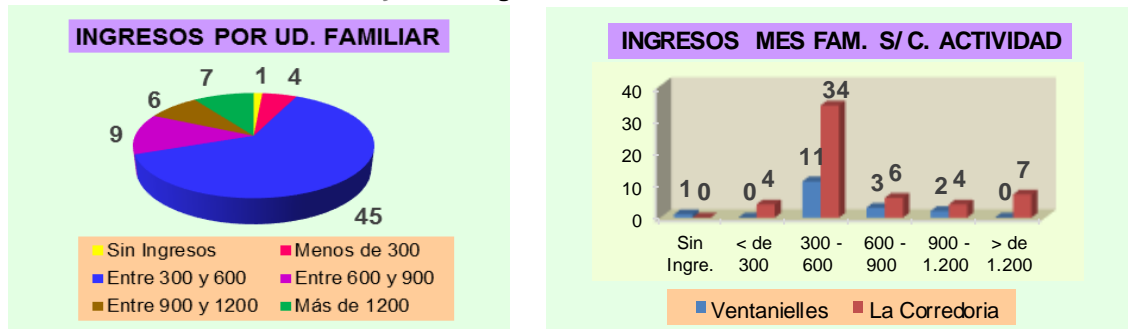 INGRESOS POR UD. FAMILIAR
7 1 4
6
9
45
Sin Ingresos Menos de 300
Entre 300 y 600 Entre 600 y 900
Entre 900 y 1200 Más de 1200
INGRESOS MES FAM. S/ C. ACTIVIDAD
40
30
20
10
0
1 0 0 4 11 34 3 6 2 4 0 7
Sin Ingre. < de 300 300 - 600 600 - 900 900 - 1.200 > de 1.200
Ventanielles La Corredoria